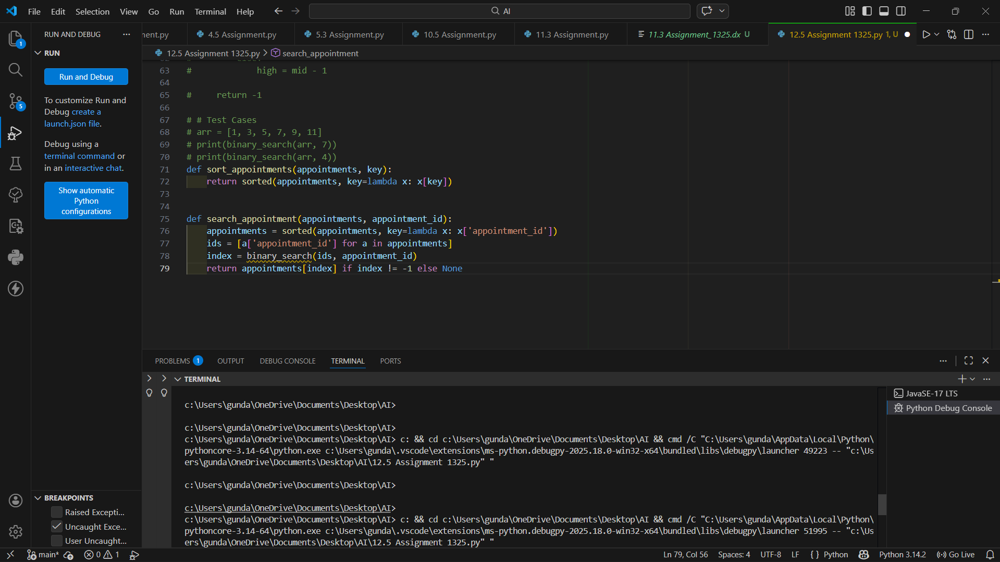 File Edit Selection View Go Run Terminal Help
AI
RUN AND DEBUG
nent.py
4.5 Assignment.py
5.3 Assignment.py
10.5 Assignment.py
11.3 Assignment.py
11.3 Assignment_1325.dx U
12.5 Assignment 1325.py 1, U
RUN
12.5 Assignment 1325.py > search_appointment
Run and Debug
To customize Run and
Debug create a
launch.json file.
Debug using a
terminal command or
in an interactive chat.
Show automatic
Python
configurations
1
5
62 # else:
63 # high = mid - 1
64
65 # return -1
66
67 # # Test Cases
68 # arr = [1, 3, 5, 7, 9, 11]
69 # print(binary_search(arr, 7))
70 # print(binary_search(arr, 4))
71 def sort_appointments(appointments, key):
72 return sorted(appointments, key=lambda x: x[key])
73
74
75 def search_appointment(appointments, appointment_id):
76 appointments = sorted(appointments, key=lambda x: x['appointment_id'])
77 ids = [a['appointment_id'] for a in appointments]
78 index = binary_search(ids, appointment_id)
79 return appointments[index] if index != -1 else None
PROBLEMS 1 OUTPUT DEBUG CONSOLE TERMINAL PORTS
TERMINAL
JavaSE-17 LTS
Python Debug Console
c:\Users\gunda\OneDrive\Documents\Desktop\AI>
c:\Users\gunda\OneDrive\Documents\Desktop\AI>
c:\Users\gunda\OneDrive\Documents\Desktop\AI> c: && cd c:\Users\gunda\OneDrive\Documents\Desktop\AI && cmd /C "C:\Users\gunda\AppData\Local\Python\
pythoncore-3.14-64\python.exe c:\Users\gunda\.vscode\extensions\ms-python.debugpy-2025.18.0-win32-x64\bundled\libs\debugpy\launcher 49223 -- "c:\Us
ers\gunda\OneDrive\Documents\Desktop\AI\12.5 Assignment 1325.py" "
c:\Users\gunda\OneDrive\Documents\Desktop\AI>
c:\Users\gunda\OneDrive\Documents\Desktop\AI>
c:\Users\gunda\OneDrive\Documents\Desktop\AI> c: && cd c:\Users\gunda\OneDrive\Documents\Desktop\AI && cmd /C "C:\Users\gunda\AppData\Local\Python\
pythoncore-3.14-64\python.exe c:\Users\gunda\.vscode\extensions\ms-python.debugpy-2025.18.0-win32-x64\bundled\libs\debugpy\launcher 51995 -- "c:\Us
ers\gunda\OneDrive\Documents\Desktop\AI\12.5 Assignment 1325.py" "
BREAKPOINTS
Raised Excepti...
Uncaught Exce...
User Uncaught...
main* 0 1
Ln 79, Col 56 Spaces: 4 UTF-8 LF { } Python Python 3.14.2 Go Live